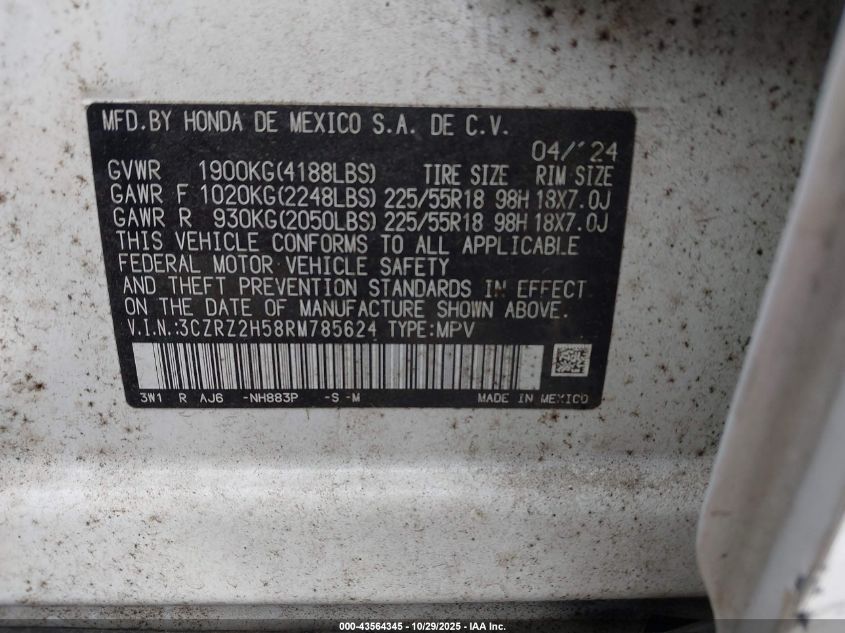 MFD.BY HONDA DE MEXICO S.A. DE C.V.
04/'24
GVWR 1900KG(4188LBS) TIRE SIZE RIM SIZE
GAWR F 1020KG(2248LBS) 225/55R18 98H 18X7.0J
GAWR R 930KG(2050LBS) 225/55R18 98H 18X7.0J
THIS VEHICLE CONFORMS TO ALL APPLICABLE
FEDERAL MOTOR VEHICLE SAFETY
AND THEFT PREVENTION STANDARDS IN EFFECT
ON THE DATE OF MANUFACTURE SHOWN ABOVE.
V.I.N.:3CZRZ2H58RM785624 TYPE:MPV
3W1 R AJ6 -NH883P -S -M MADE IN MEXICO
000-43564345 - 10/29/2025 - IAA Inc.